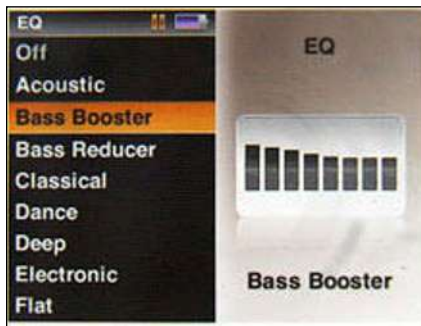 EQ
Off
Acoustic
Bass Booster
Bass Reducer
Classical
Dance
Deep
Electronic
Flat
EQ
Bass Booster